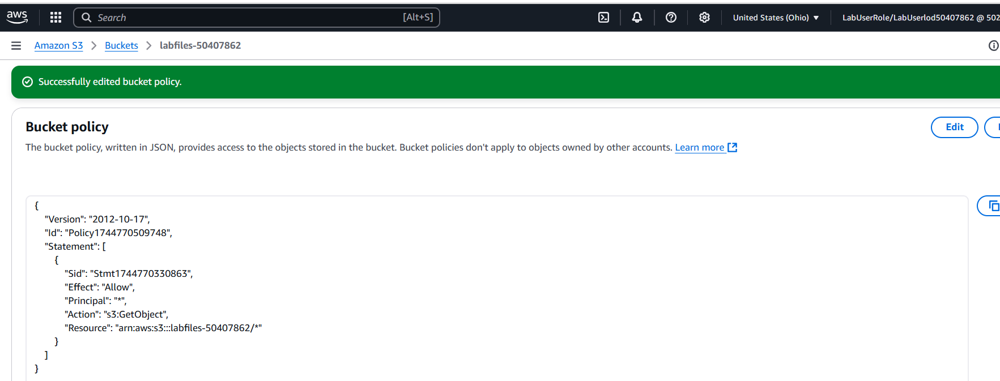 aws
Search [Alt+S]
United States (Ohio)
LabUserRole/LabUserlod50407862 @ 502
Amazon S3 > Buckets > labfiles-50407862
Successfully edited bucket policy.
Bucket policy
Edit
The bucket policy, written in JSON, provides access to the objects stored in the bucket. Bucket policies don't apply to objects owned by other accounts. Learn more
{
"Version": "2012-10-17",
"Id": "Policy1744770509748",
"Statement": [
{
"Sid": "Stmt1744770330863",
"Effect": "Allow",
"Principal": "*",
"Action": "s3:GetObject",
"Resource": "arn:aws:s3:::labfiles-50407862/*"
}
]
}